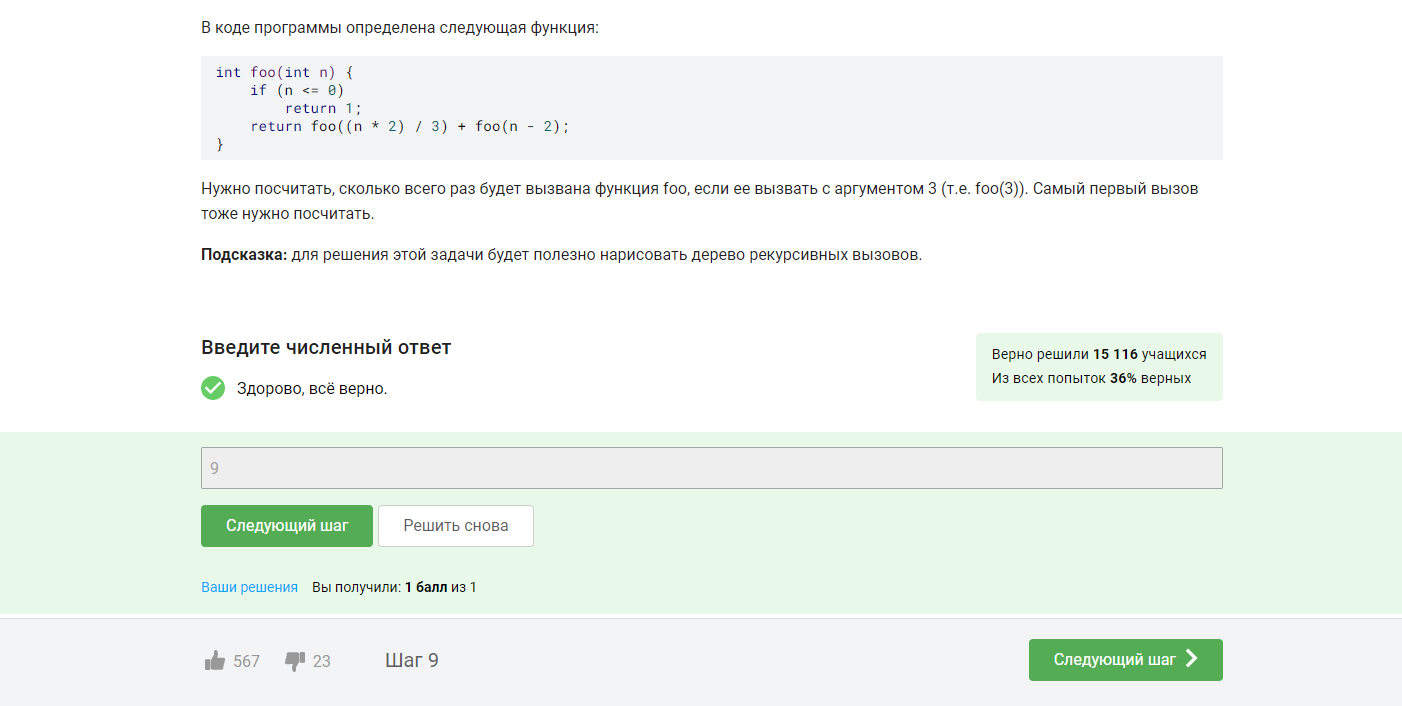 В коде программы определена следующая функция:
int foo(int n) {
    if (n <= 0)
        return 1;
    return foo((n * 2) / 3) + foo(n - 2);
}
Нужно посчитать, сколько всего раз будет вызвана функция foo, если ее вызвать с аргументом 3 (т.е. foo(3)). Самый первый вызов
тоже нужно посчитать.
Подсказка: для решения этой задачи будет полезно нарисовать дерево рекурсивных вызовов.
Введите численный ответ
Здорово, всё верно.
Верно решили 15 116 учащихся
Из всех попыток 36% верных
9
Следующий шаг
Решить снова
Ваши решения Вы получили: 1 балл из 1
567
23
Шаг 9
Следующий шаг